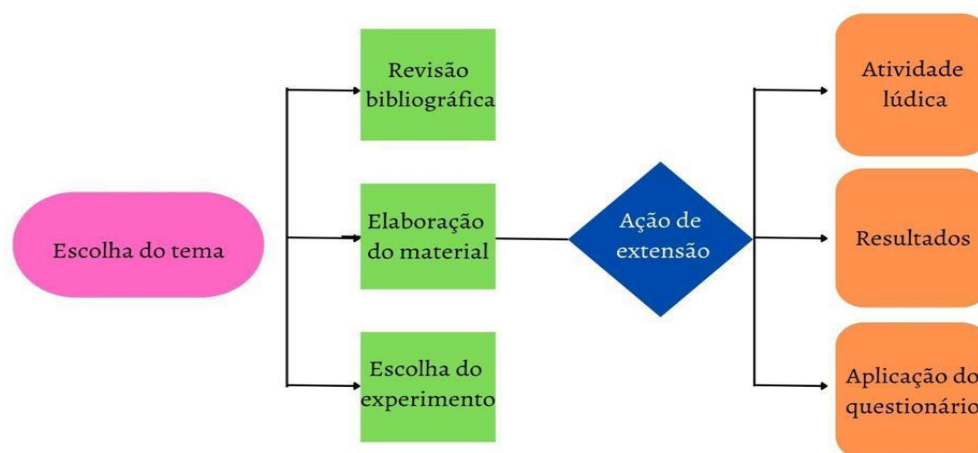 Escolha do tema
Revisão
bibliográfica
Elaboração
do material
Escolha do
experimento
Ação de
extensão
Atividade
lúdica
Resultados
Aplicação do
questionário